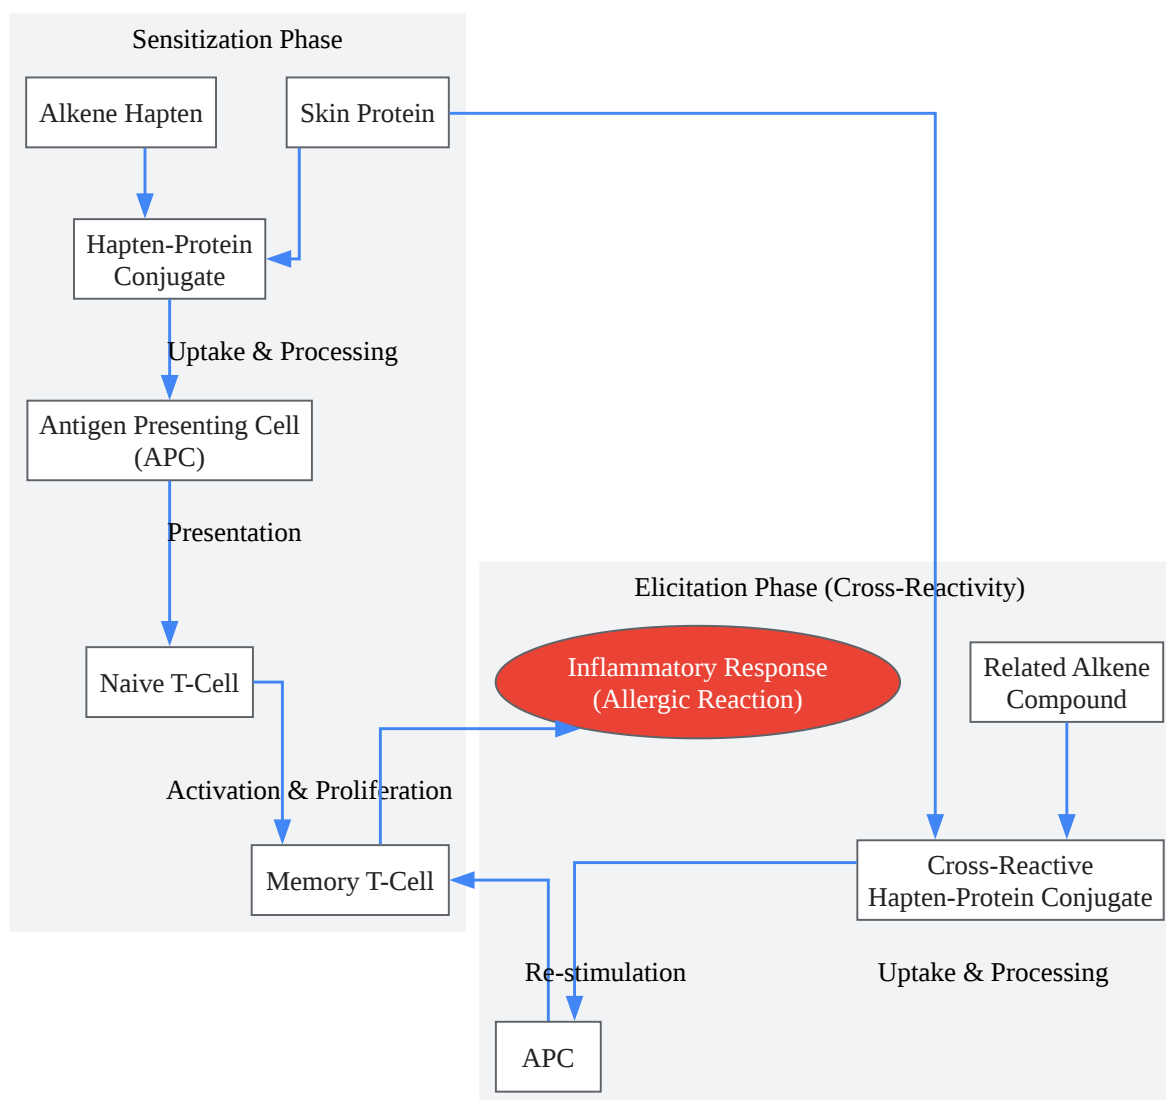 Sensitization Phase
Alkene Hapten
Skin Protein
Hapten-Protein
Conjugate
Uptake & Processing
Antigen Presenting Cell
(APC)
Presentation
Naive T-Cell
Activation & Proliferation
Memory T-Cell
Elicitation Phase (Cross-Reactivity)
Inflammatory Response
(Allergic Reaction)
Related Alkene
Compound
Cross-Reactive
Hapten-Protein Conjugate
Re-stimulation
Uptake & Processing
APC